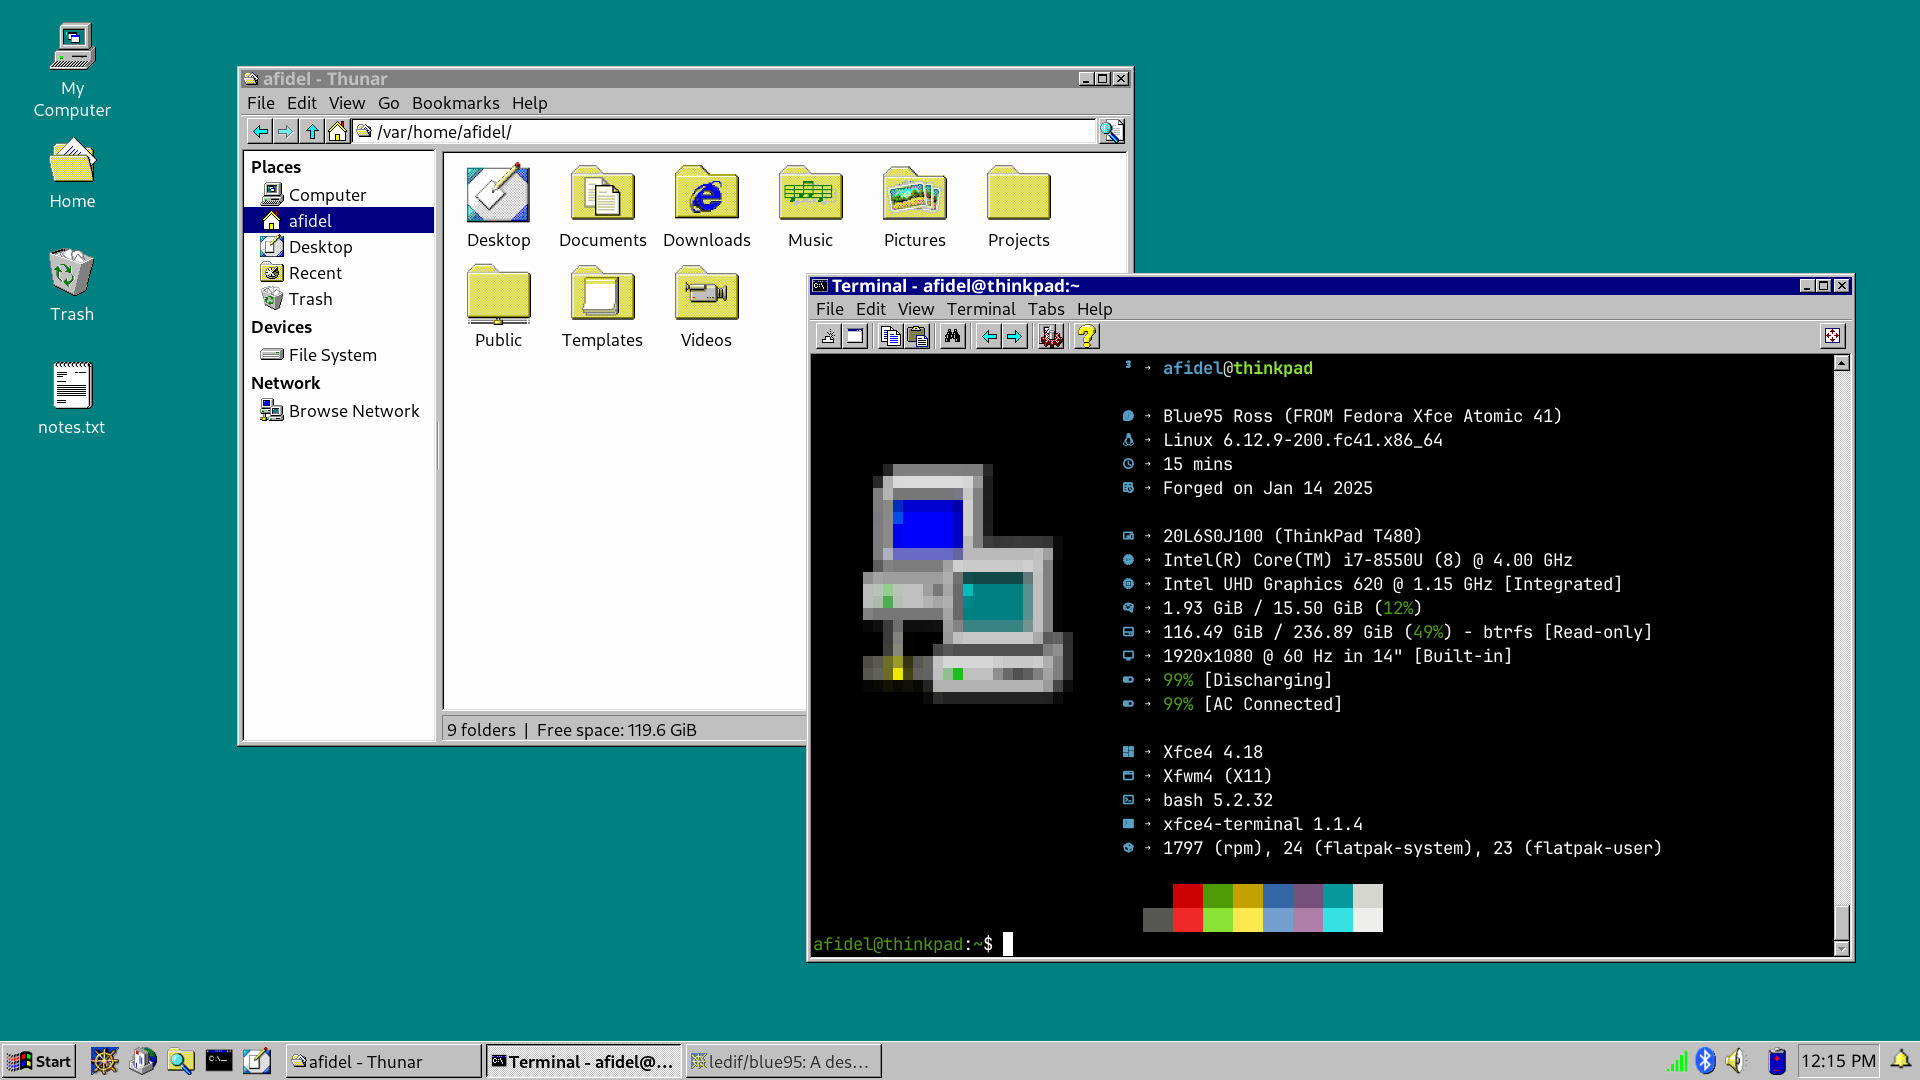 My
Computer
Home
Trash
notes.txt
afidel - Thunar
File Edit View Go Bookmarks Help
/var/home/afidel/
Places
Computer
afidel
Desktop
Recent
Trash
Devices
File System
Network
Browse Network
Desktop Documents Downloads Music Pictures Projects
Public Templates Videos
9 folders | Free space: 119.6 GiB
Terminal - afidel@thinkpad:~
File Edit View Terminal Tabs Help
afidel@thinkpad
Blue95 Ross (FROM Fedora Xfce Atomic 41)
Linux 6.12.9-200.fc41.x86_64
15 mins
Forged on Jan 14 2025
20L6S0J100 (ThinkPad T480)
Intel(R) Core(TM) i7-8550U (8) @ 4.00 GHz
Intel UHD Graphics 620 @ 1.15 GHz [Integrated]
1.93 GiB / 15.50 GiB (12%)
116.49 GiB / 236.89 GiB (49%) - btrfs [Read-only]
1920x1080 @ 60 Hz in 14" [Built-in]
99% [Discharging]
99% [AC Connected]
Xfce4 4.18
Xfwm4 (X11)
bash 5.2.32
xfce4-terminal 1.1.4
1797 (rpm), 24 (flatpak-system), 23 (flatpak-user)
afidel@thinkpad:~$
Start
afidel - Thunar
Terminal - afidel@...
ledif/blue95: A des...
12:15 PM